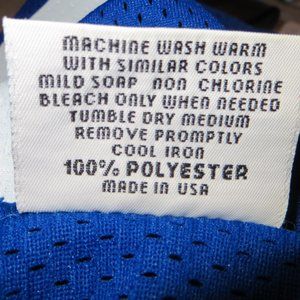 MACHINE WASH WARM
WITH SIMILAR COLORS
MILD SOAP NON CHLORINE
BLEACH ONLY WHEN NEEDED
TUMBLE DRY MEDIUM
REMOVE PROMPTLY
COOL IRON
100% POLYESTER
MADE IN USA